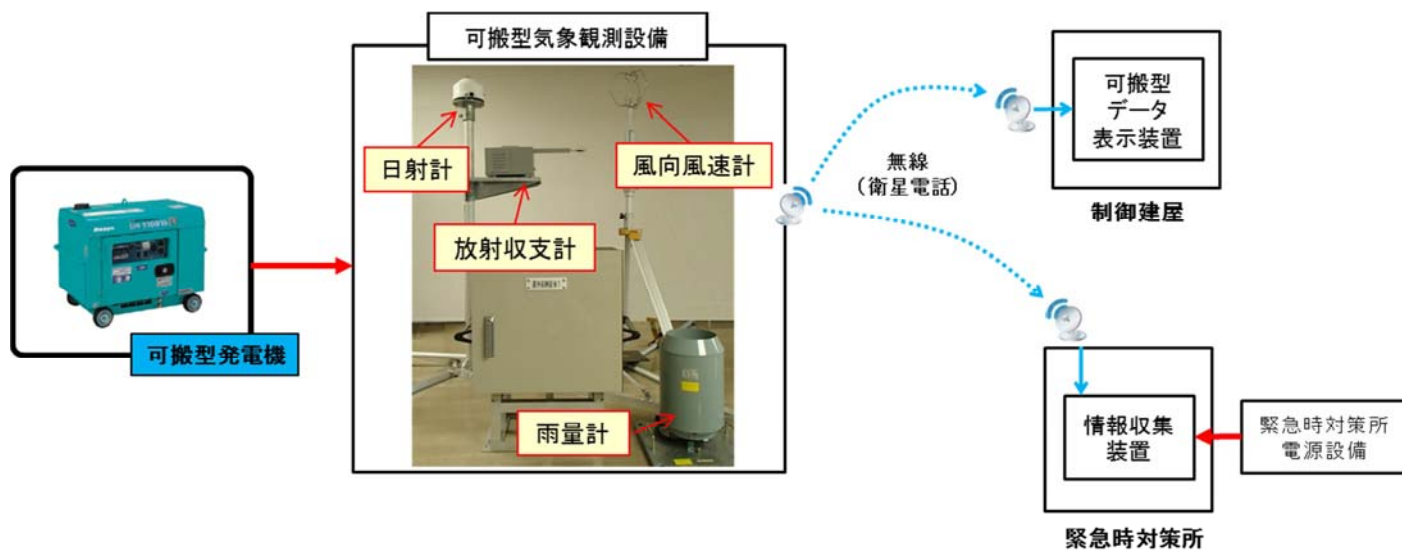 可搬型気象観測設備
日射計
風向風速計
放射収支計
雨量計
可搬型発電機
無線
(衛星電話)
可搬型
データ
表示装置
制御建屋
情報収集
装置
緊急時対策所
電源設備
緊急時対策所